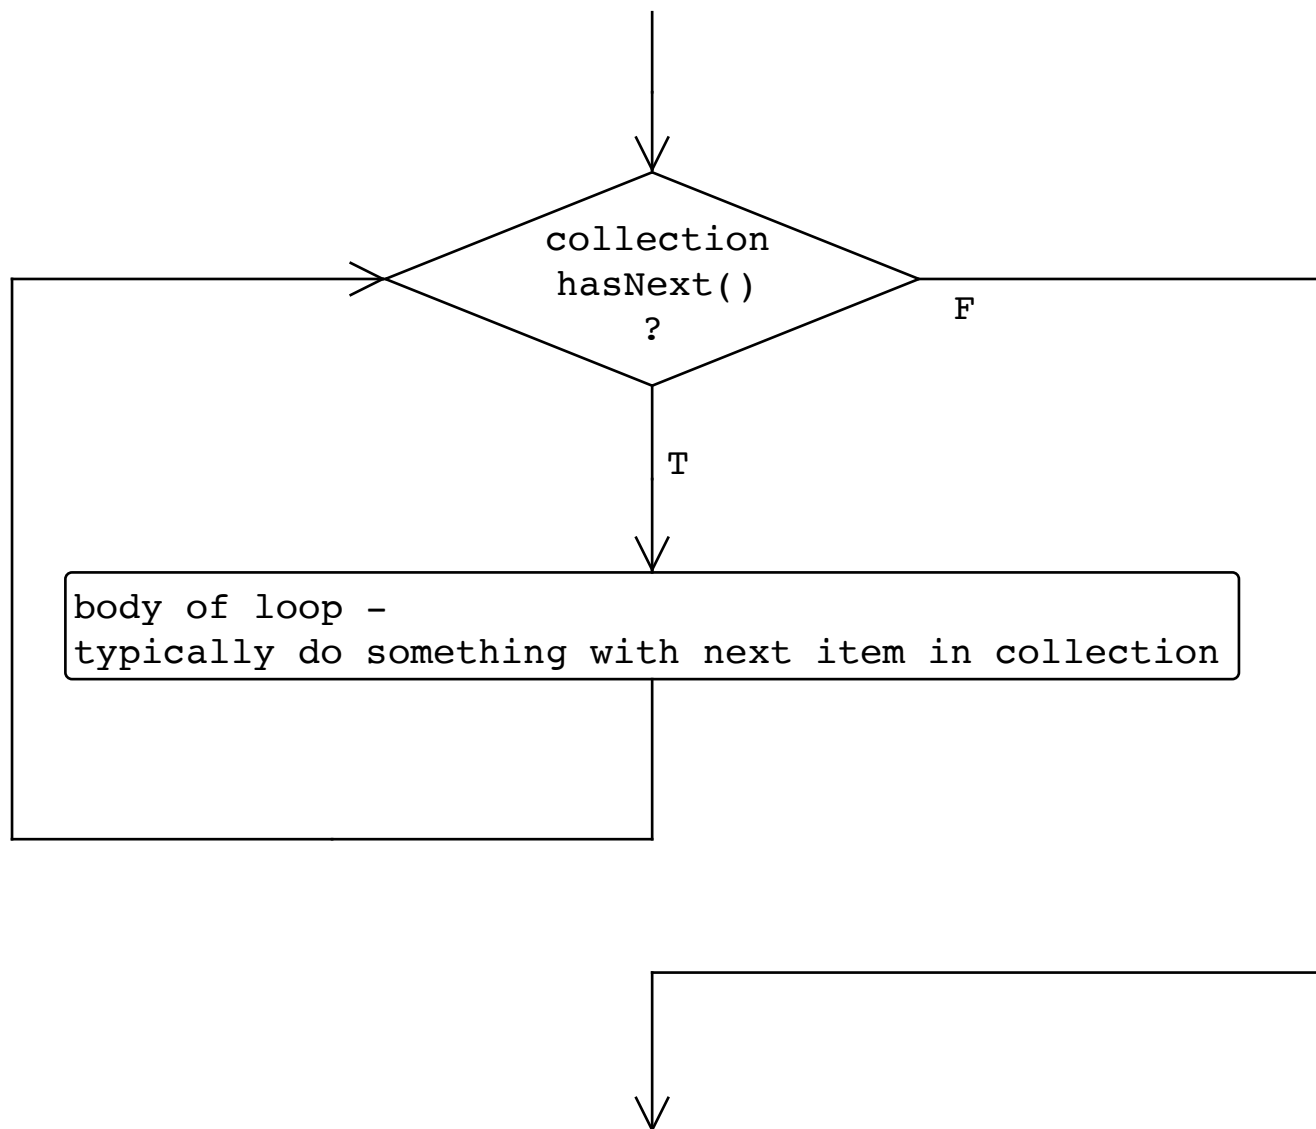 collection
hasNext()
?
F
T
body of loop –
typically do something with next item in collection